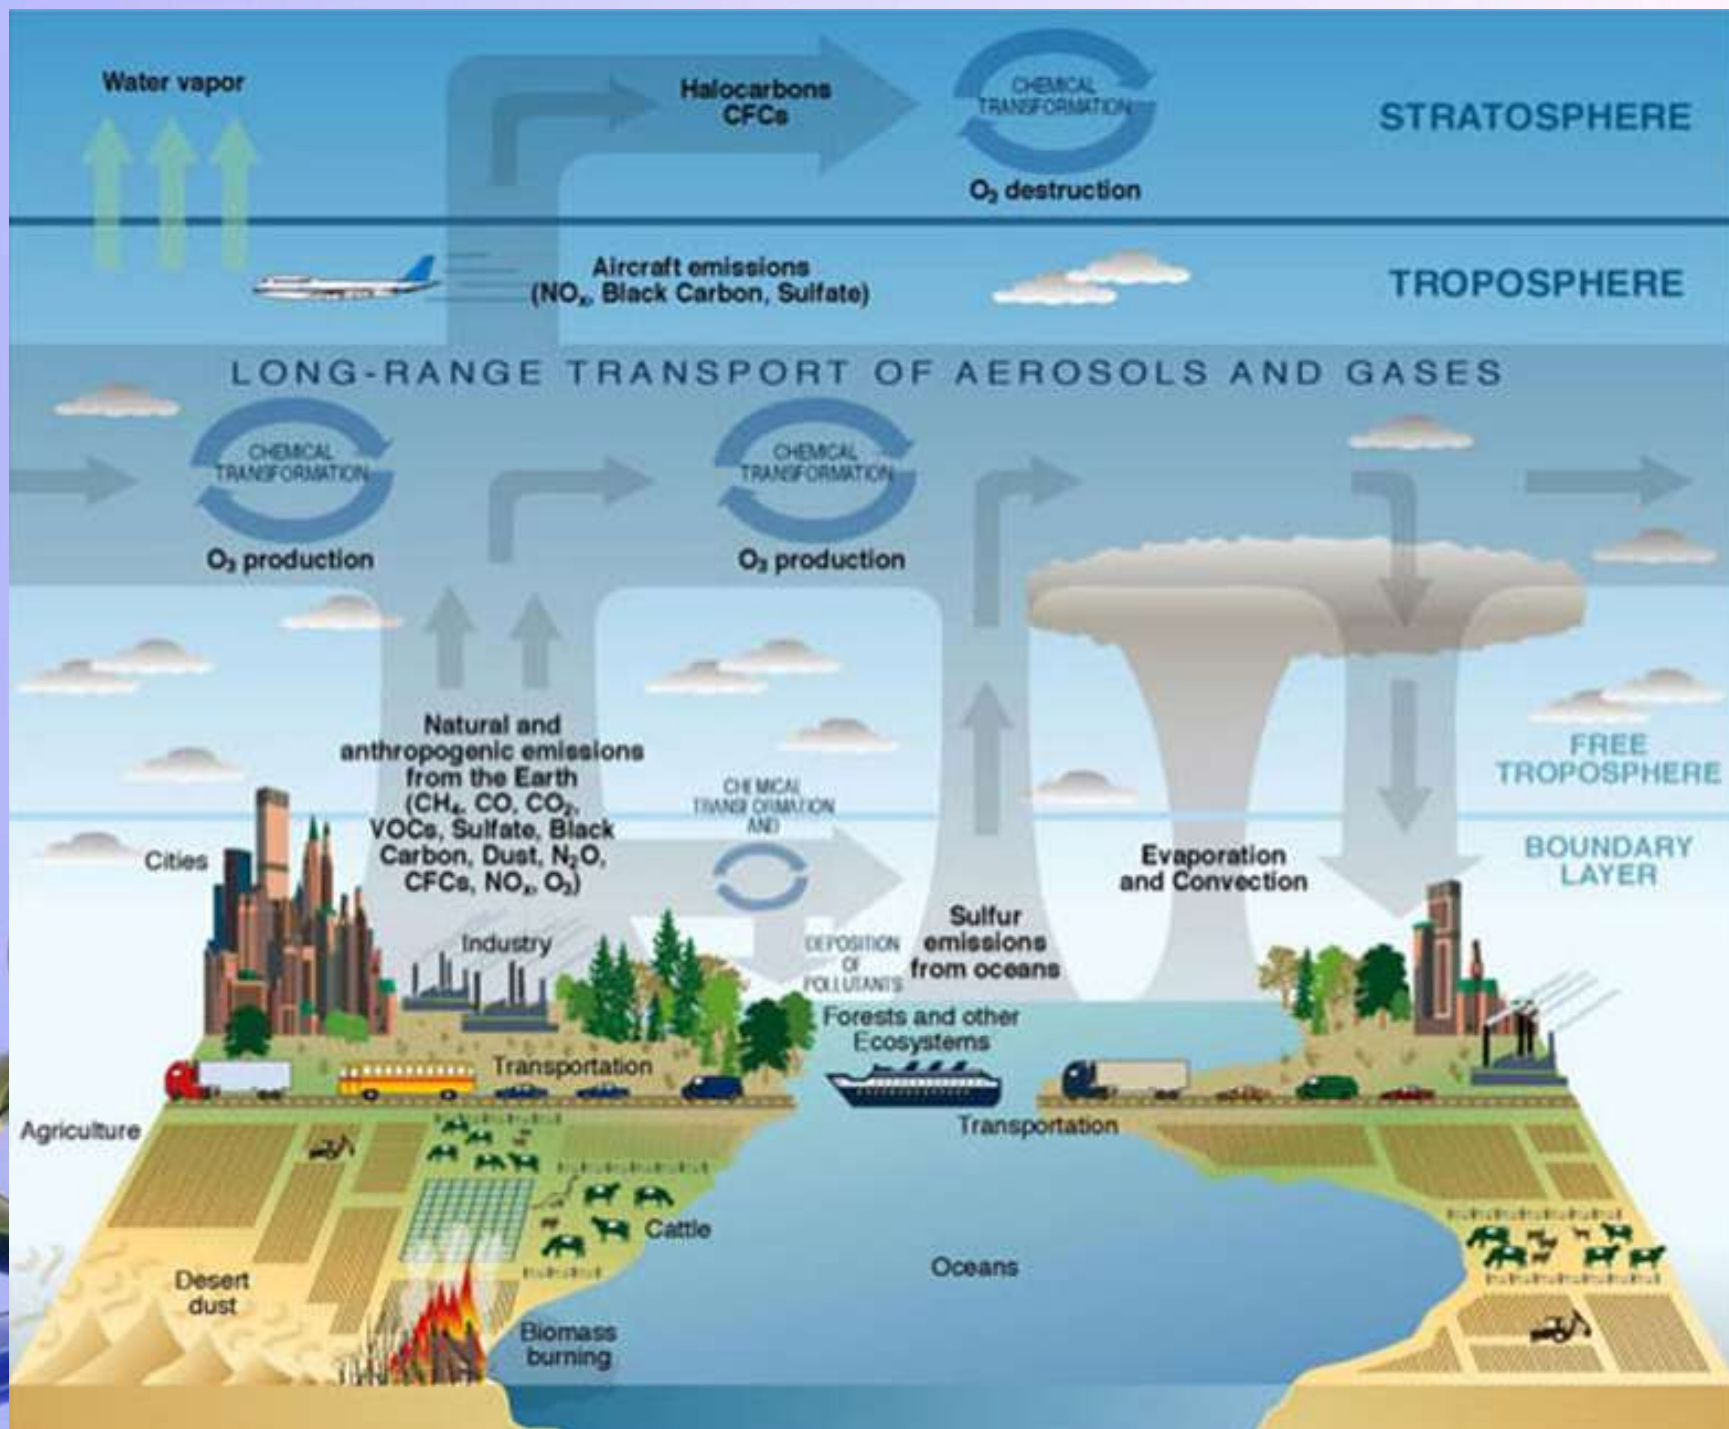 Water vapor
Halocarbons
CFCs
CHEMICAL
TRANSFORMATION
STRATOSPHERE
O₃ destruction
Aircraft emissions
(NOₓ, Black Carbon, Sulfate)
TROPOSPHERE
LONG-RANGE TRANSPORT OF AEROSOLS AND GASES
CHEMICAL
TRANSFORMATION
O₃ production
CHEMICAL
TRANSFORMATION
O₃ production
Natural and
anthropogenic emissions
from the Earth
(CH₄, CO, CO₂,
VOCs, Sulfate, Black
Carbon, Dust, N₂O,
CFCs, NOₓ, O₃)
CHEMICAL
TRANSFORMATION
AND
FREE
TROPOSPHERE
BOUNDARY
LAYER
Cities
Evaporation
and Convection
Industry
DEPOSITION
OF
POLLUTANTS
Sulfur
emissions
from oceans
Forests and other
Ecosystems
Transportation
Transportation
Agriculture
Cattle
Oceans
Desert
dust
Biomass
burning